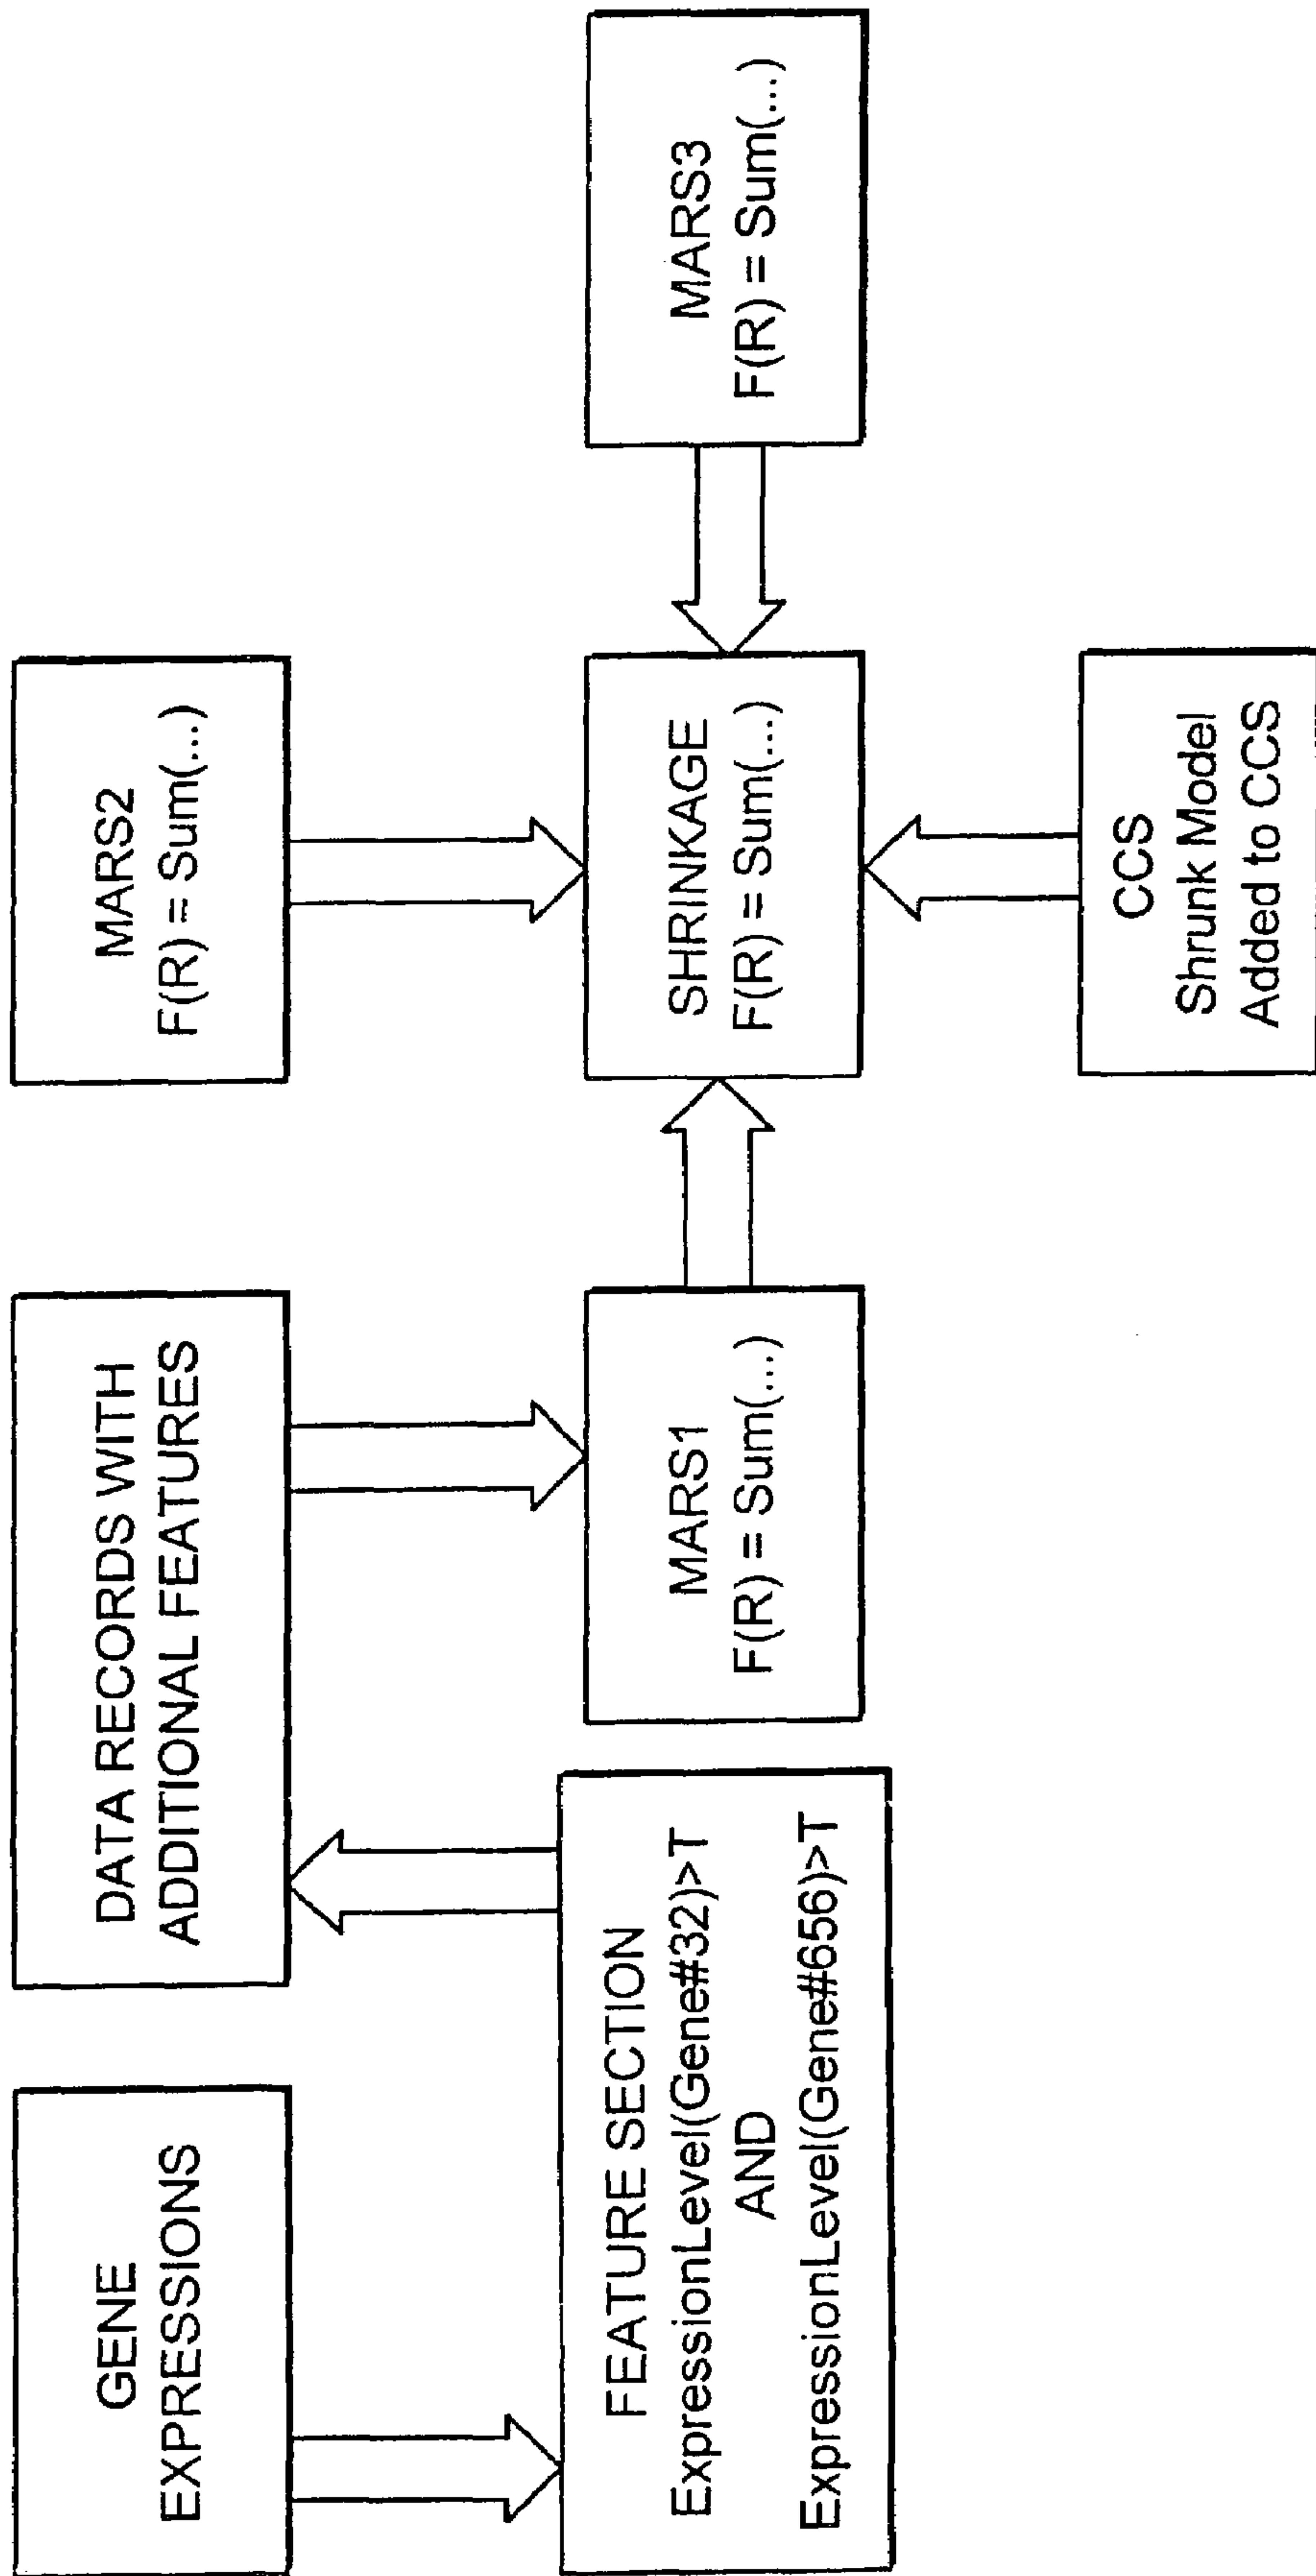 GENE
EXPRESSIONS
FEATURE SECTION
ExpressionLevel(Gene#32)>T
AND
ExpressionLevel(Gene#656)>T
DATA RECORDS WITH
ADDITIONAL FEATURES
MARS1
F(R) = Sum(...)
MARS2
F(R) = Sum(...)
SHRINKAGE
F(R) = Sum(...)
CCS
Shrunk Model
Added to CCS
MARS3
F(R) = Sum(...)